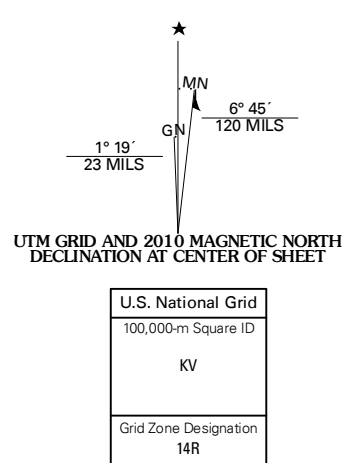 MN
6° 45´
120 MILS
GN
1° 19´
23 MILS
UTM GRID AND 2010 MAGNETIC NORTH
DECLINATION AT CENTER OF SHEET
U.S. National Grid
100,000-m Square ID
KV
Grid Zone Designation
14R